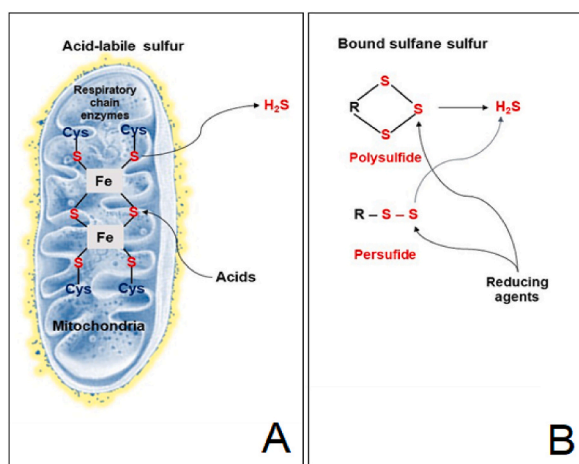 Acid-labile sulfur
Respiratory
chain
enzymes
Cys
Cys
S
S
H₂S
Fe
S
S
Fe
S
S
Cys
Cys
Acids
Mitochondria
A
Bound sulfane sulfur
S
R
S
S
H₂S
Polysulfide
R – S – S
Persufide
Reducing
agents
B